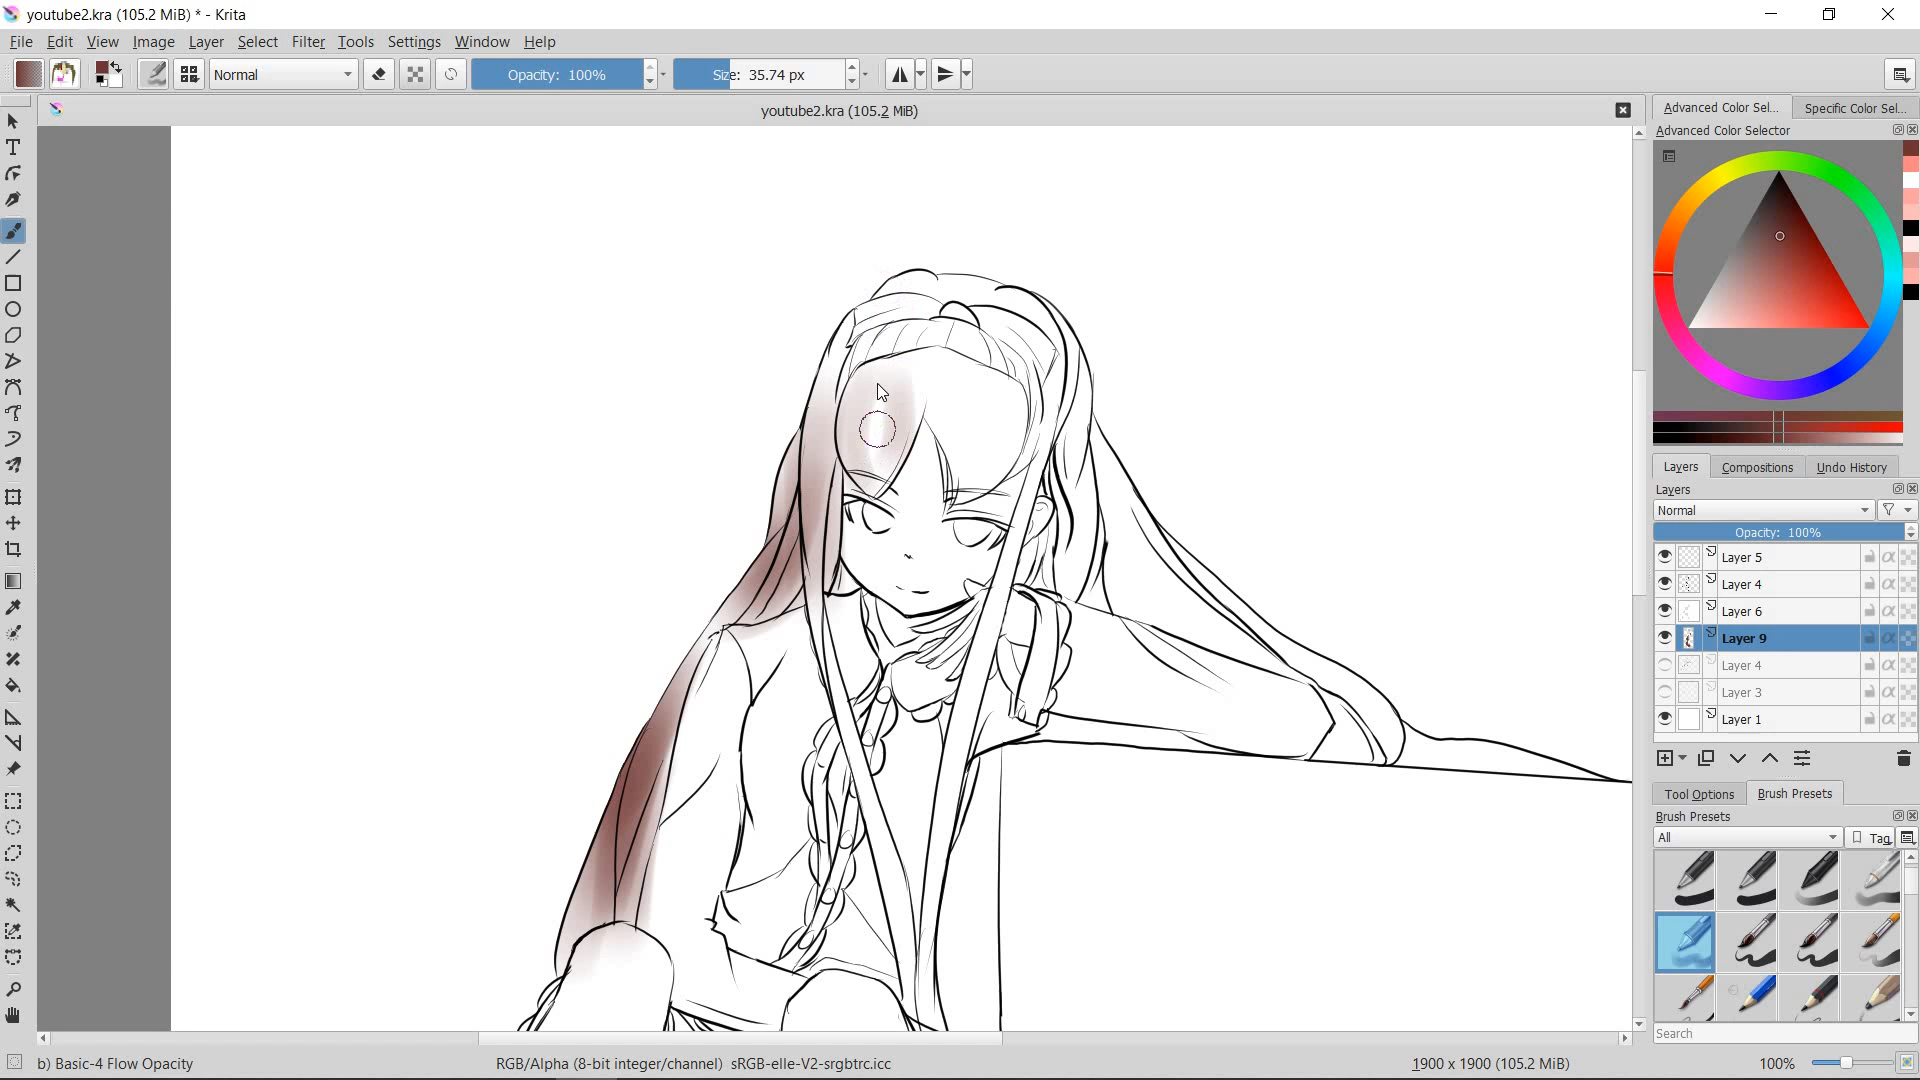 youtube2.kra (105.2 MiB) * - Krita
File Edit View Image Layer Select Filter Tools Settings Window Help
Normal Opacity: 100% Size: 35.74 px
youtube2.kra (105.2 MiB)
Advanced Color Sel... Specific Color Sel...
Advanced Color Selector
Layers Compositions Undo History
Layers
Normal
Opacity: 100%
Layer 5
Layer 4
Layer 6
Layer 9
Layer 4
Layer 3
Layer 1
Tool Options Brush Presets
Brush Presets
All Tag
Search
b) Basic-4 Flow Opacity RGB/Alpha (8-bit integer/channel) sRGB-elle-V2-srgbtrc.icc 1900 x 1900 (105.2 MiB) 100%